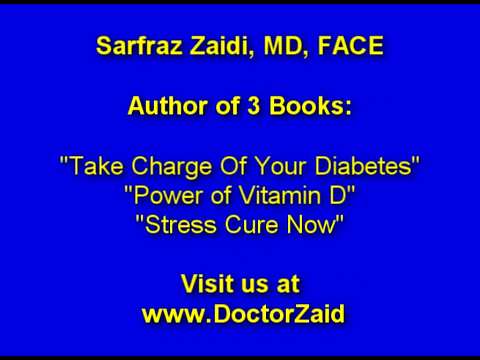 Sarfraz Zaidi, MD, FACE
Author of 3 Books:
"Take Charge Of Your Diabetes"
"Power of Vitamin D"
"Stress Cure Now"
Visit us at
www.DoctorZaid